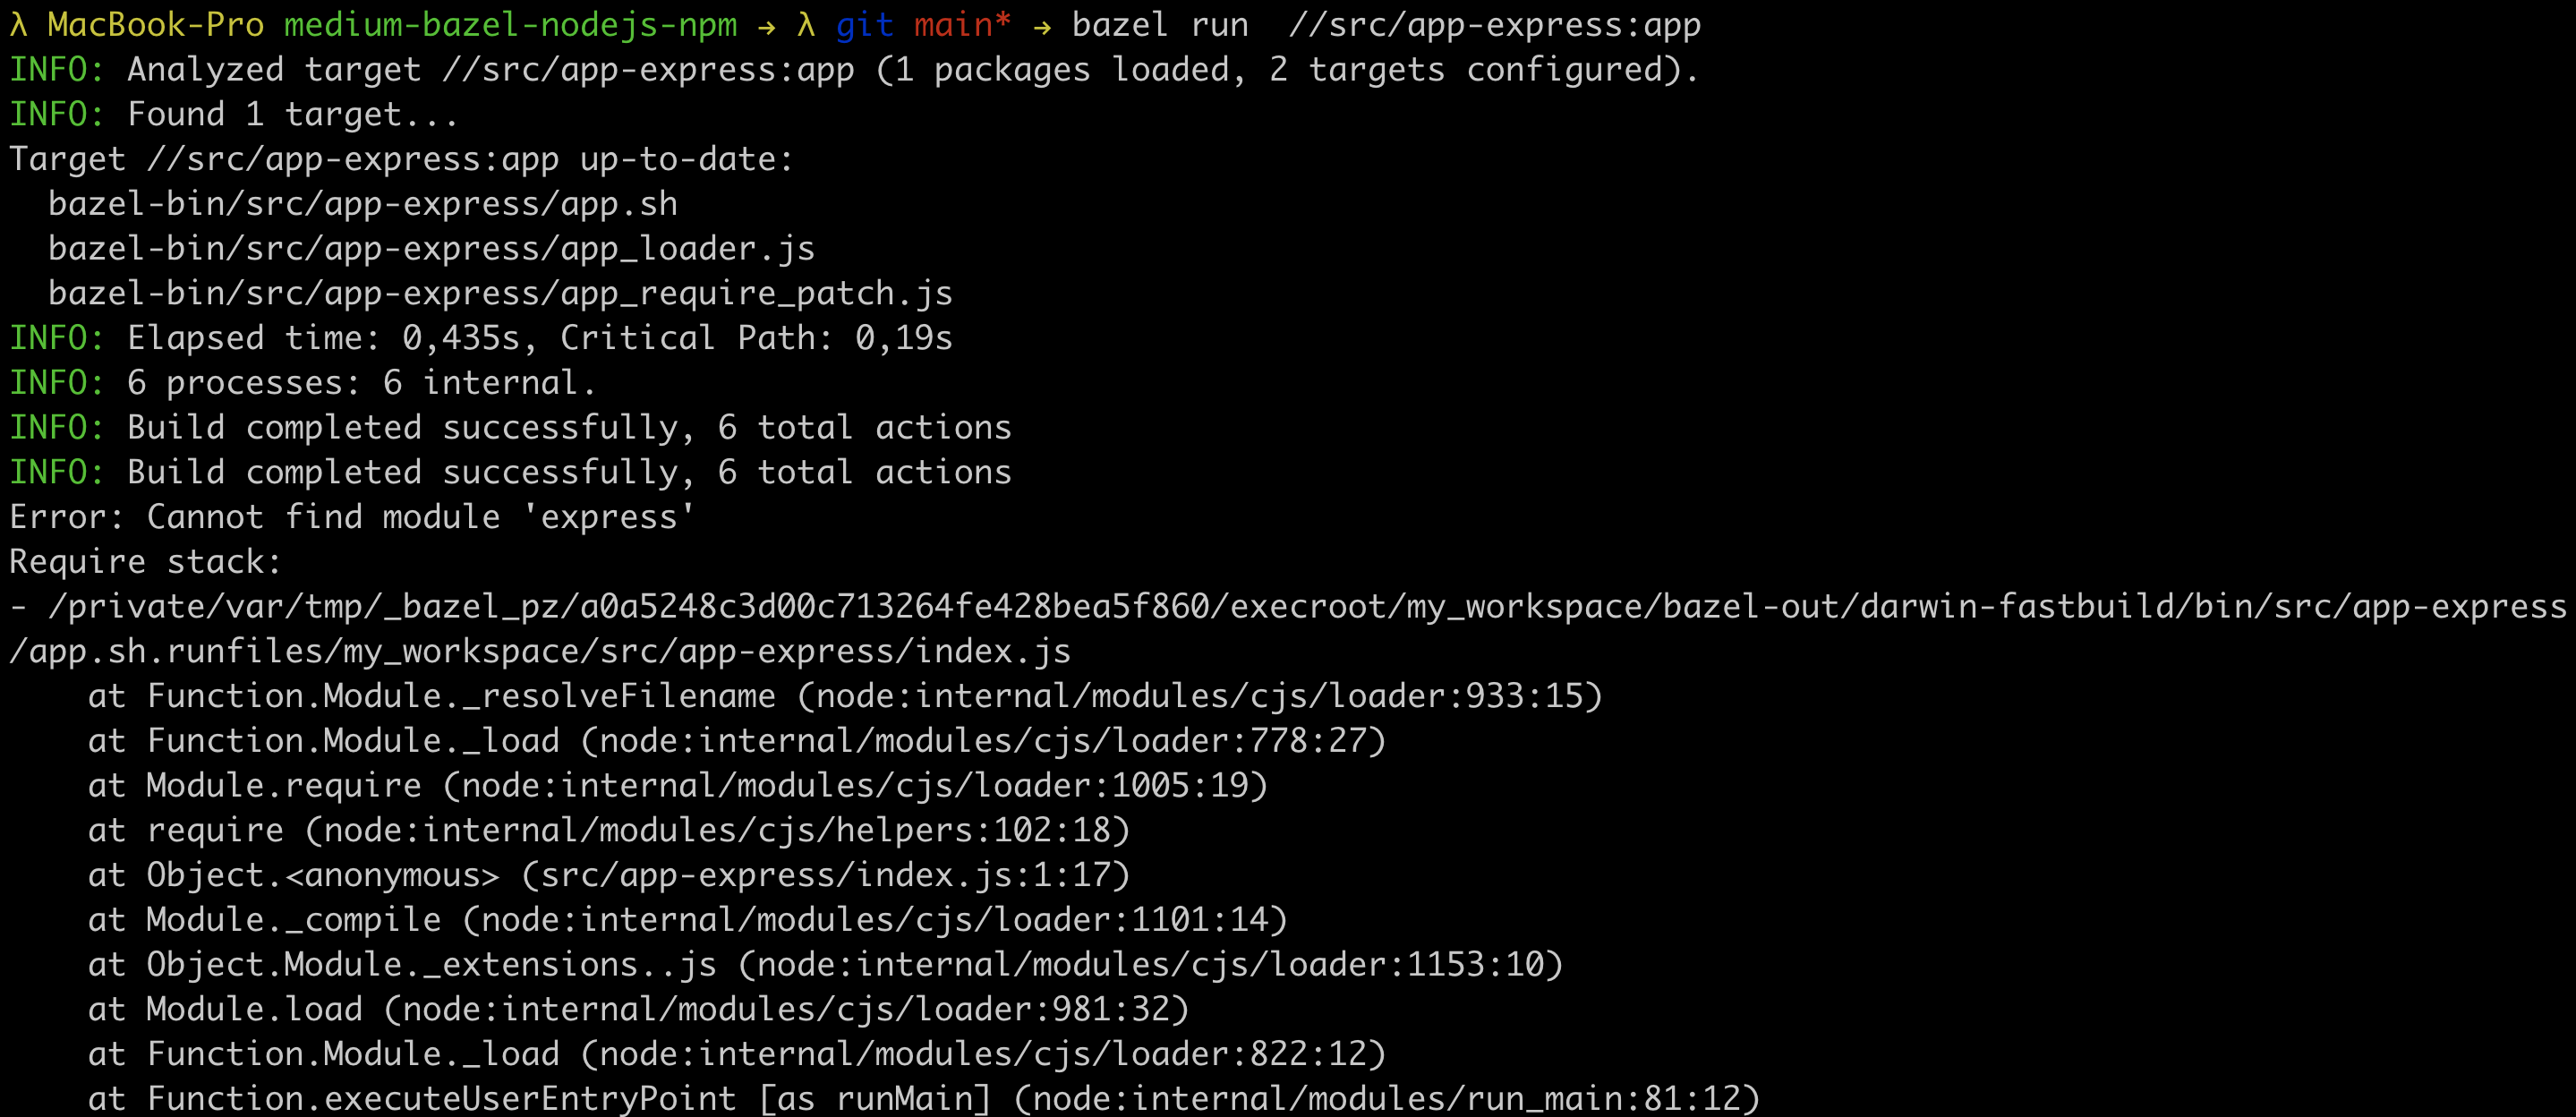 λ MacBook-Pro medium-bazel-nodejs-npm → λ git main* → bazel run  //src/app-express:app
INFO: Analyzed target //src/app-express:app (1 packages loaded, 2 targets configured).
INFO: Found 1 target...
Target //src/app-express:app up-to-date:
  bazel-bin/src/app-express/app.sh
  bazel-bin/src/app-express/app_loader.js
  bazel-bin/src/app-express/app_require_patch.js
INFO: Elapsed time: 0,435s, Critical Path: 0,19s
INFO: 6 processes: 6 internal.
INFO: Build completed successfully, 6 total actions
INFO: Build completed successfully, 6 total actions
Error: Cannot find module 'express'
Require stack:
- /private/var/tmp/_bazel_pz/a0a5248c3d00c713264fe428bea5f860/execroot/my_workspace/bazel-out/darwin-fastbuild/bin/src/app-express
/app.sh.runfiles/my_workspace/src/app-express/index.js
    at Function.Module._resolveFilename (node:internal/modules/cjs/loader:933:15)
    at Function.Module._load (node:internal/modules/cjs/loader:778:27)
    at Module.require (node:internal/modules/cjs/loader:1005:19)
    at require (node:internal/modules/cjs/helpers:102:18)
    at Object.<anonymous> (src/app-express/index.js:1:17)
    at Module._compile (node:internal/modules/cjs/loader:1101:14)
    at Object.Module._extensions..js (node:internal/modules/cjs/loader:1153:10)
    at Module.load (node:internal/modules/cjs/loader:981:32)
    at Function.Module._load (node:internal/modules/cjs/loader:822:12)
    at Function.executeUserEntryPoint [as runMain] (node:internal/modules/run_main:81:12)